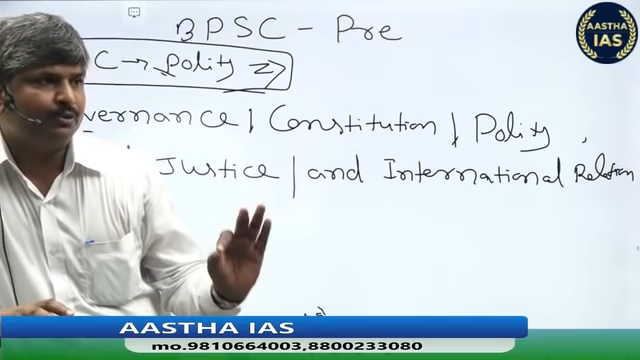 BPSC - Pre
C → Polity
vernance | Constitution | Polity,
Justice | and International Relation
AASTHA IAS
AASTHA IAS
mo.9810664003,8800233080